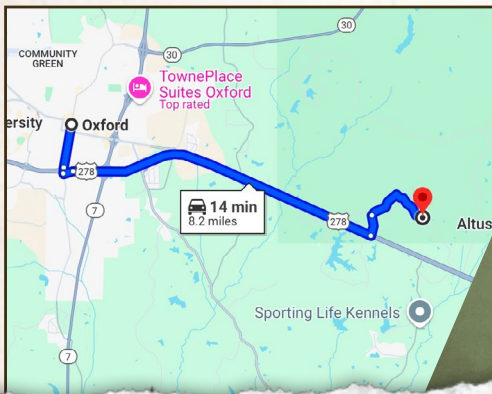 30
COMMUNITY
GREEN
30
TownePlace
Suites Oxford
Top rated
ersity
Oxford
278
7
14 min
8.2 miles
278
Altus
Sporting Life Kennels
7